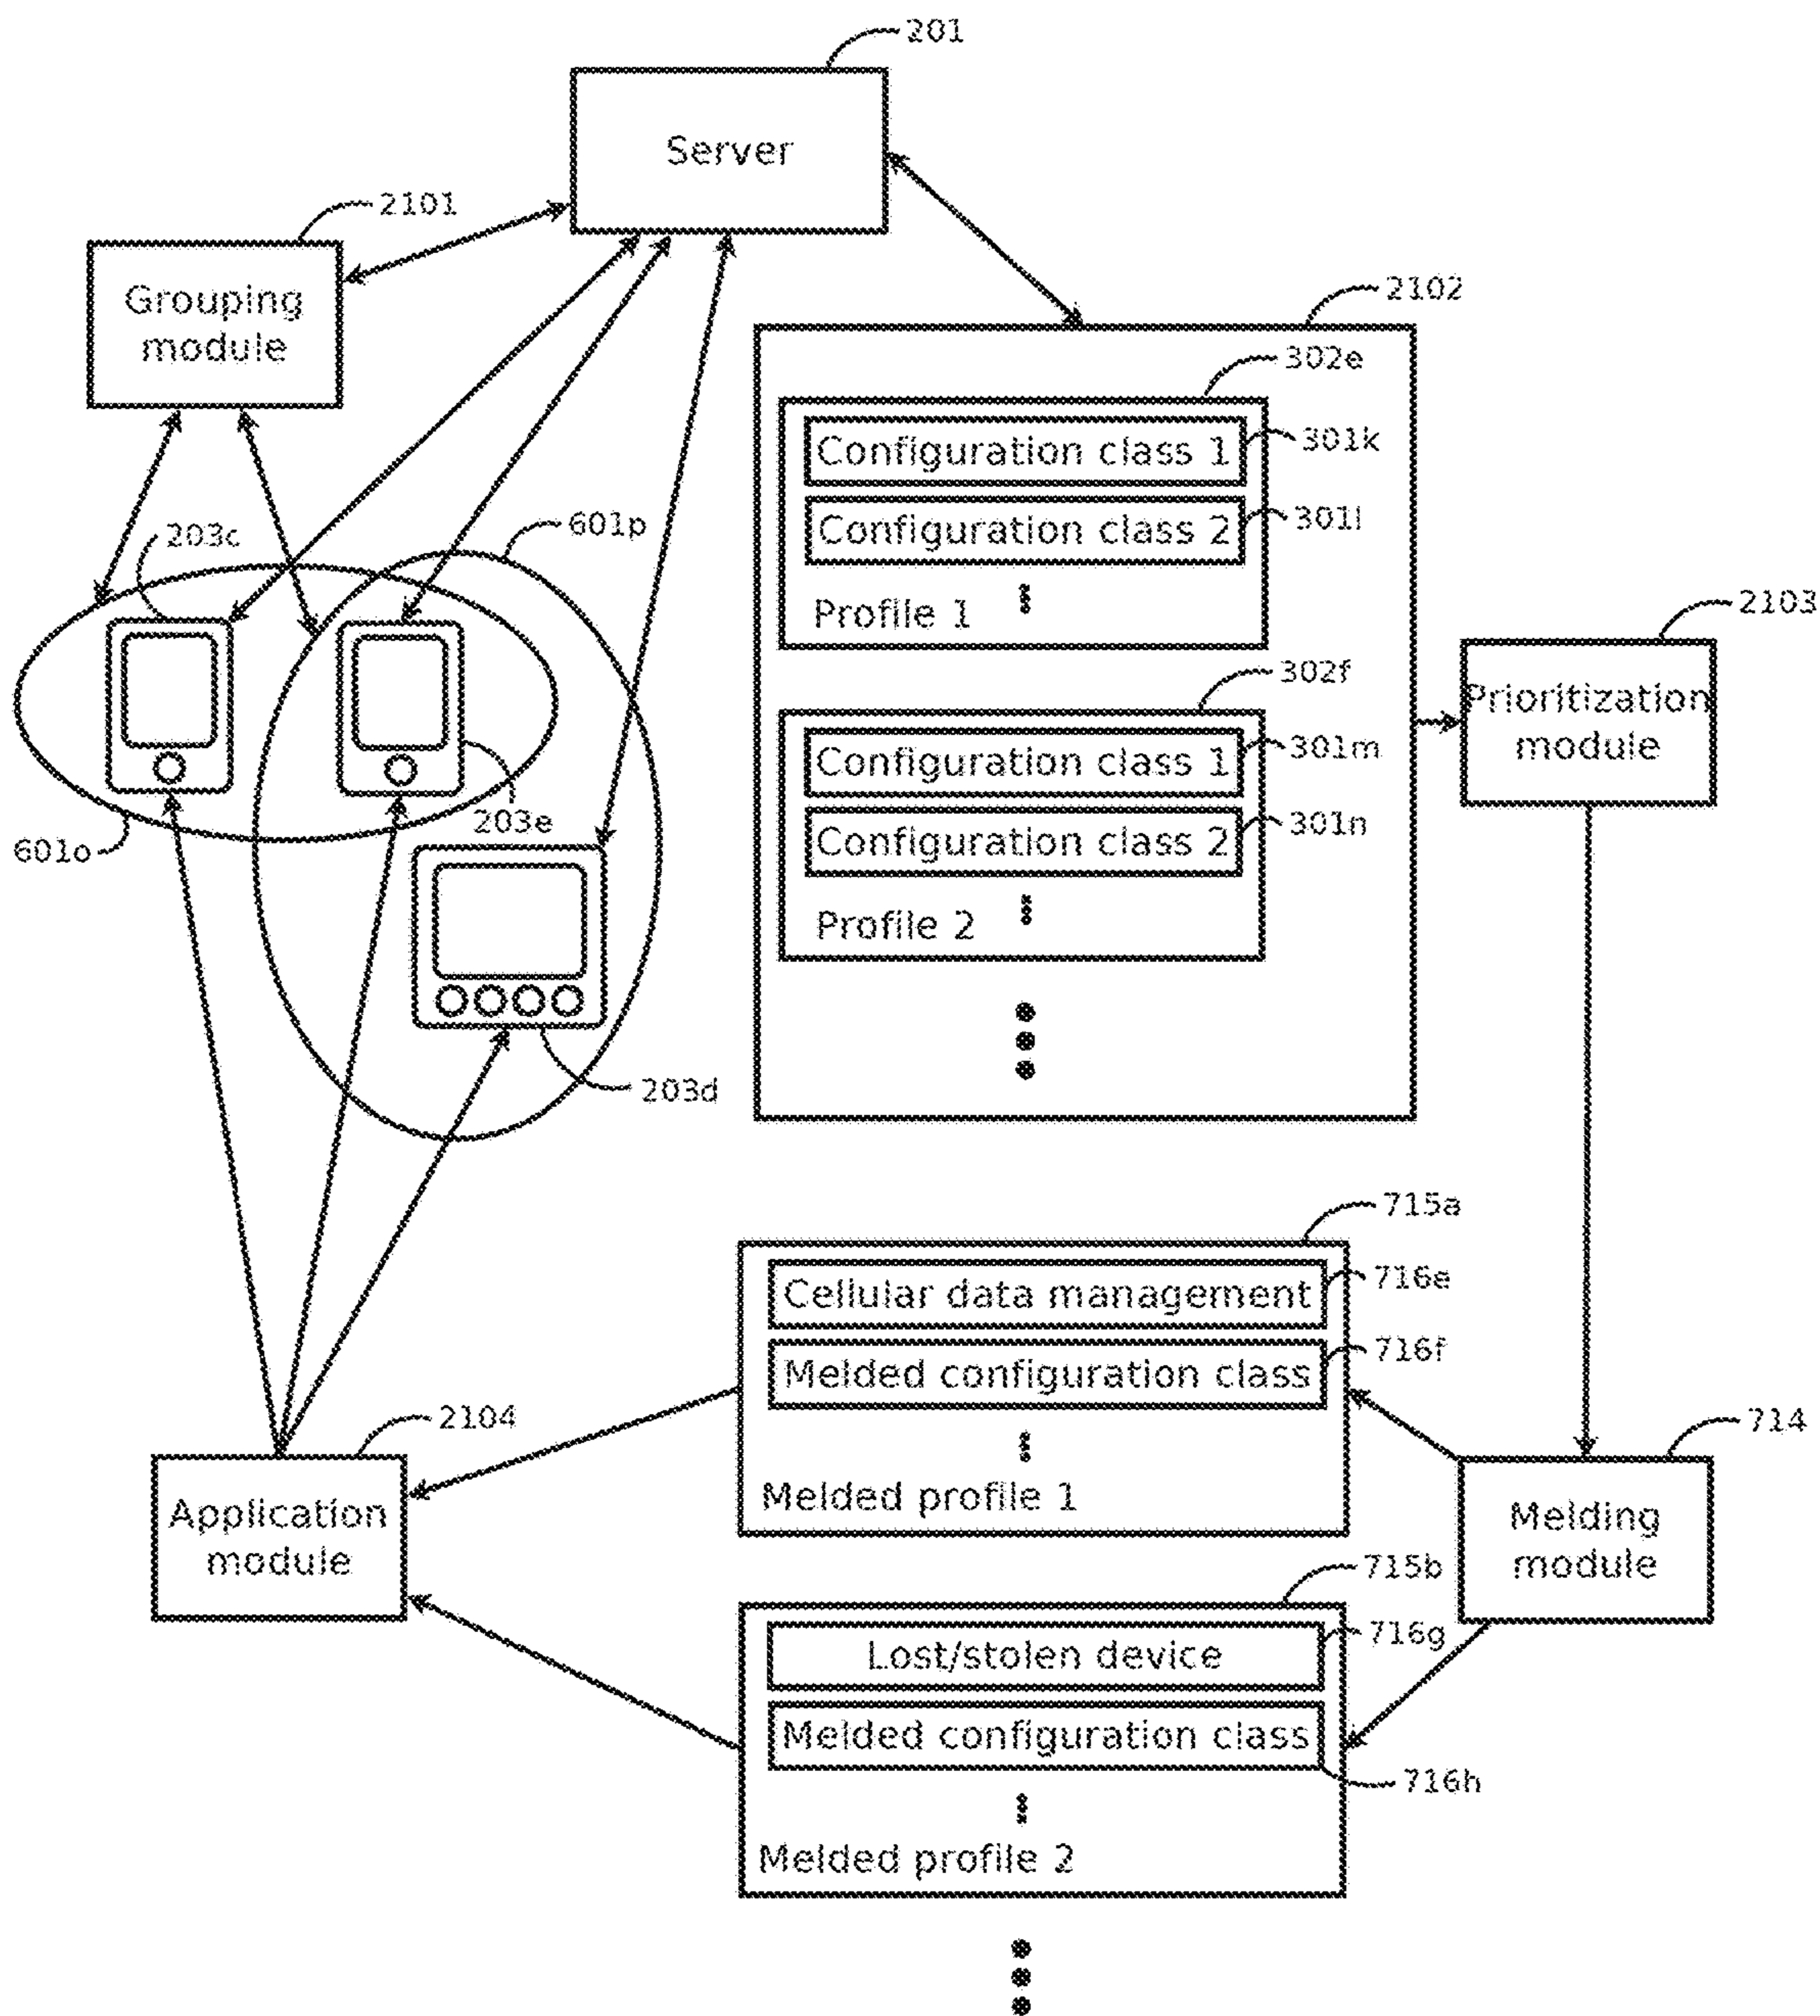 201
Server
2101
Grouping
module
2102
302e
Configuration class 1
301k
Configuration class 2
301l
Profile 1
203c
601p
2103
Prioritization
module
302f
Configuration class 1
301m
Configuration class 2
301n
Profile 2
203e
601o
203d
715a
Cellular data management
716e
Melded configuration class
716f
Melded profile 1
2104
Application
module
714
Melding
module
715b
Lost/stolen device
716g
Melded configuration class
716h
Melded profile 2